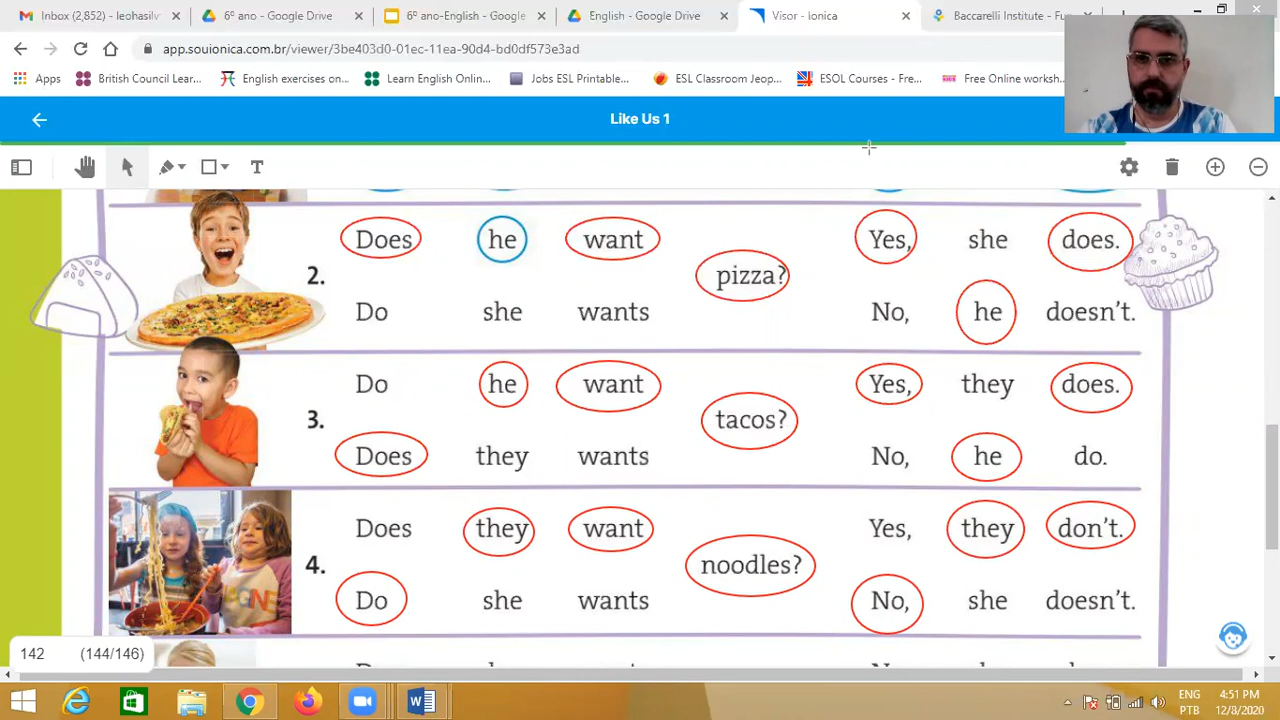 Inbox (2,852) - leohasilv
6º ano - Google Drive
6º ano-English - Google
English - Google Drive
Visor - Ionica
Baccarelli Institute - Fu
app.souionica.com.br/viewer/3be403d0-01ec-11ea-90d4-bd0df573e3ad
Apps
British Council Lear...
English exercises on...
Learn English Onlin...
Jobs ESL Printable...
ESL Classroom Jeop...
ESOL Courses - Fre...
Free Online worksh...
Like Us 1
T
Does he want Yes, she does.
2. pizza?
Do she wants No, he doesn't.
Do he want Yes, they does.
3. tacos?
Does they wants No, he do.
Does they want Yes, they don't.
4. noodles?
Do she wants No, she doesn't.
142 (144/146)
ENG 4:51 PM
PTB 12/8/2020